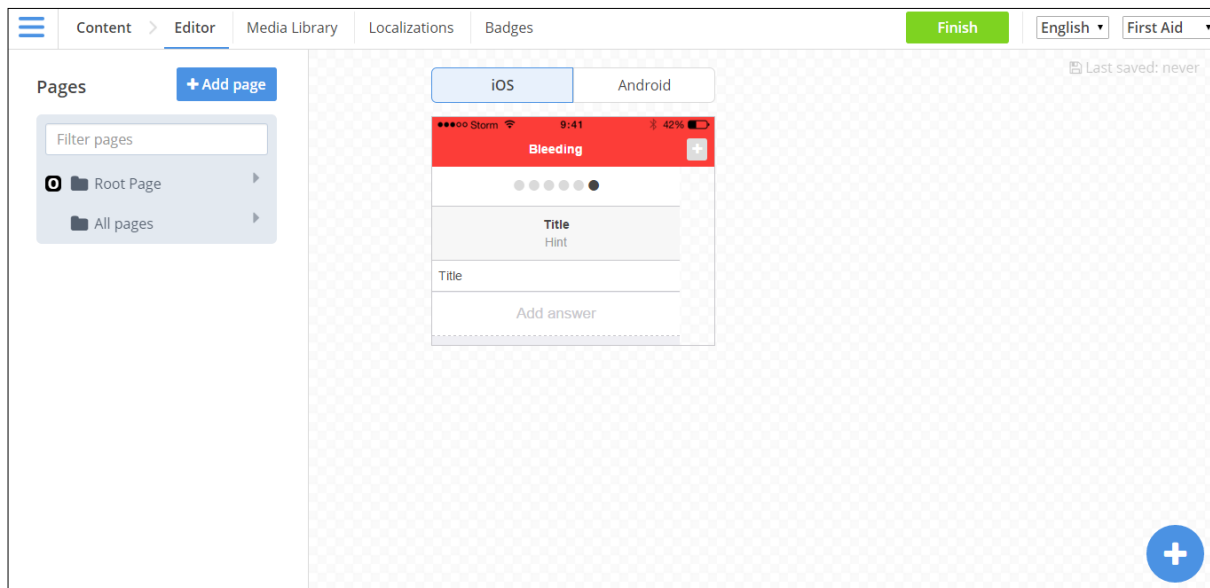 Content Editor Media Library Localizations Badges Finish English First Aid
Last saved: never
Pages + Add page
Filter pages
O Root Page
All pages
iOS Android
Storm 9:41 42%
Bleeding +
Title
Hint
Title
Add answer
+